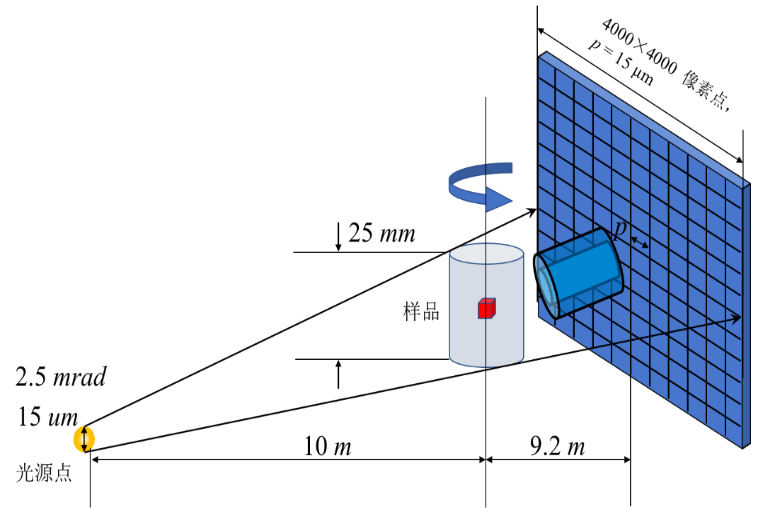 4000×4000 像素点,
p = 15 μm
25 mm
p
样品
2.5 mrad
15 um
光源点
10 m
9.2 m